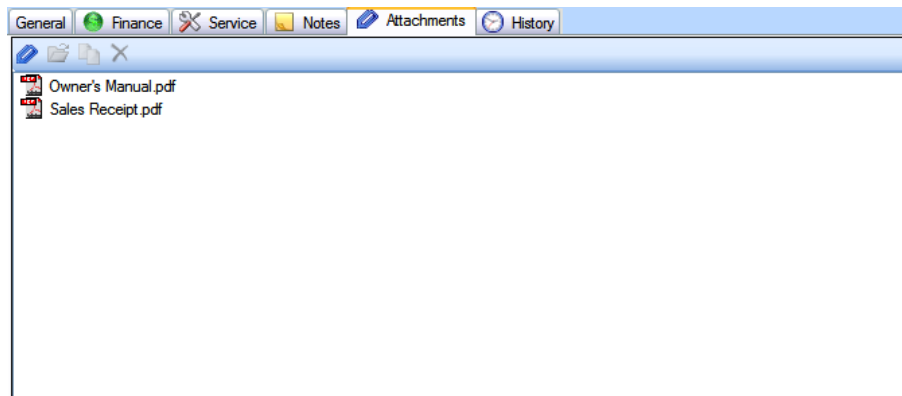 General Finance Service Notes Attachments History
Owner's Manual.pdf
Sales Receipt.pdf